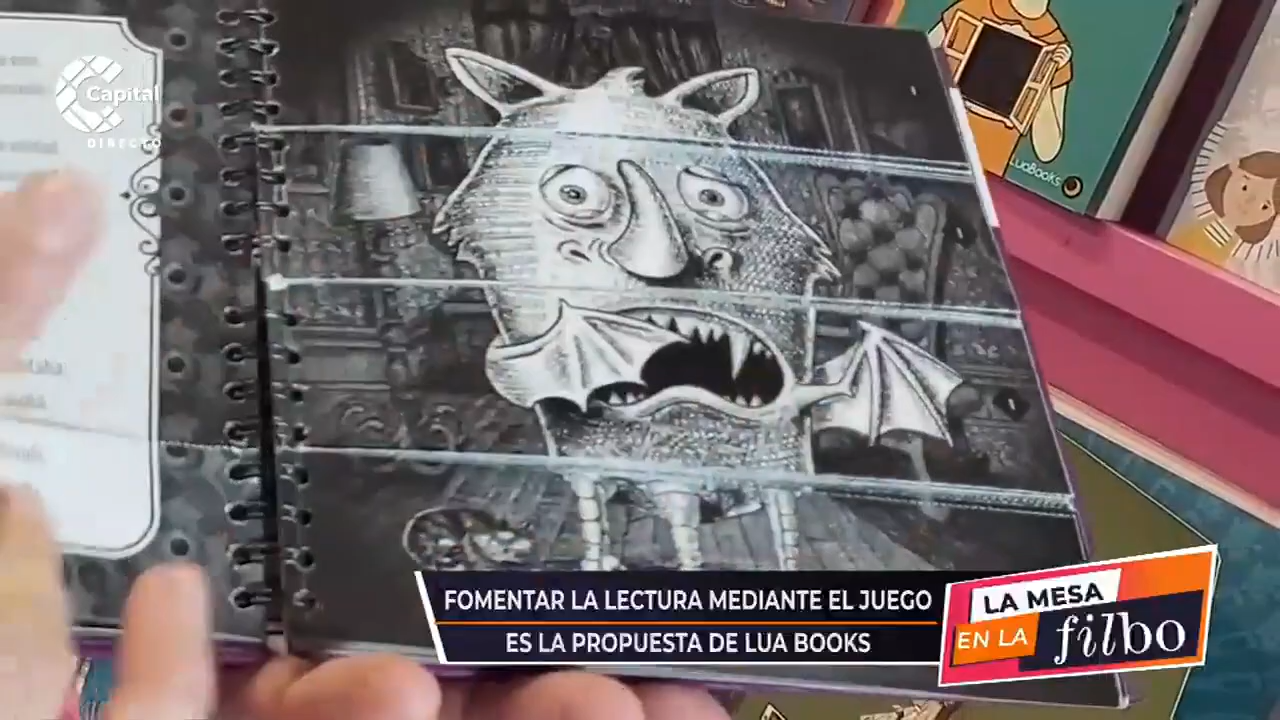 Capital
DIRECTO
LuaBooks
FOMENTAR LA LECTURA MEDIANTE EL JUEGO
ES LA PROPUESTA DE LUA BOOKS
LA MESA
EN LA filbo